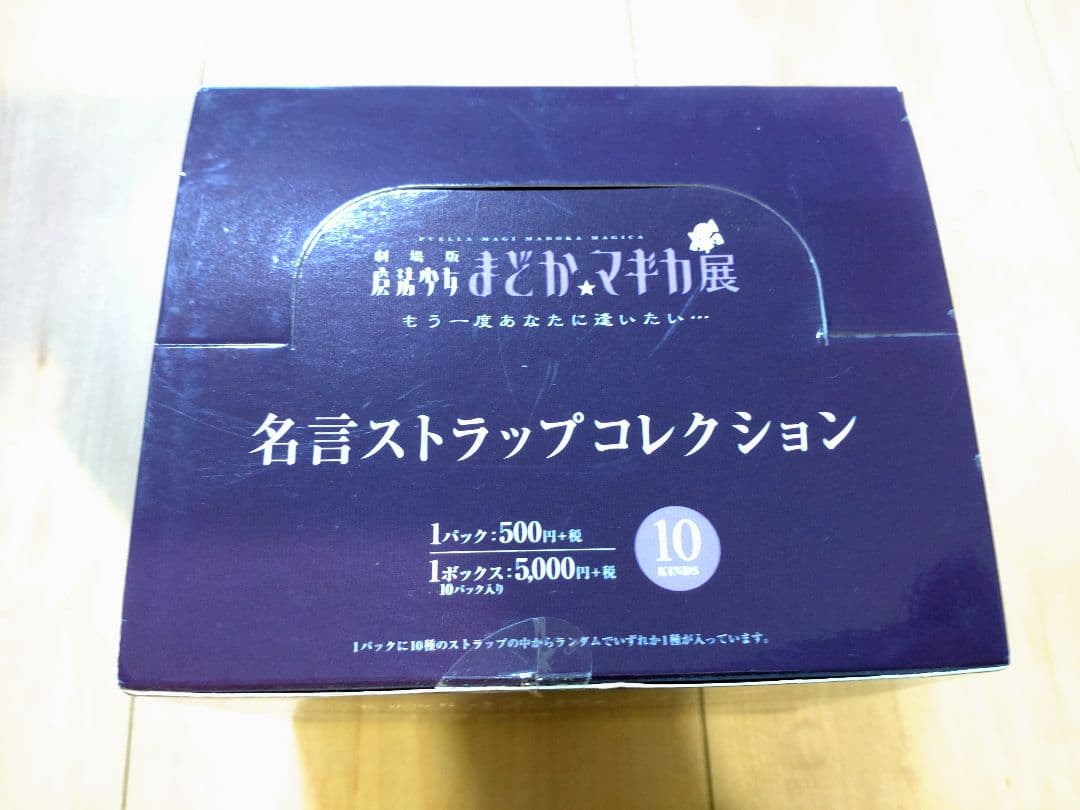 PUELLA MAGI MADOKA MAGICA
劇場版
魔法少女まどか★マギカ展
もう一度あなたに逢いたい…
名言ストラップコレクション
1パック：500円+税
1ボックス：5,000円+税
10パック入り
10
KINDS
1パックに10種のストラップの中からランダムでいずれか1種が入っています。